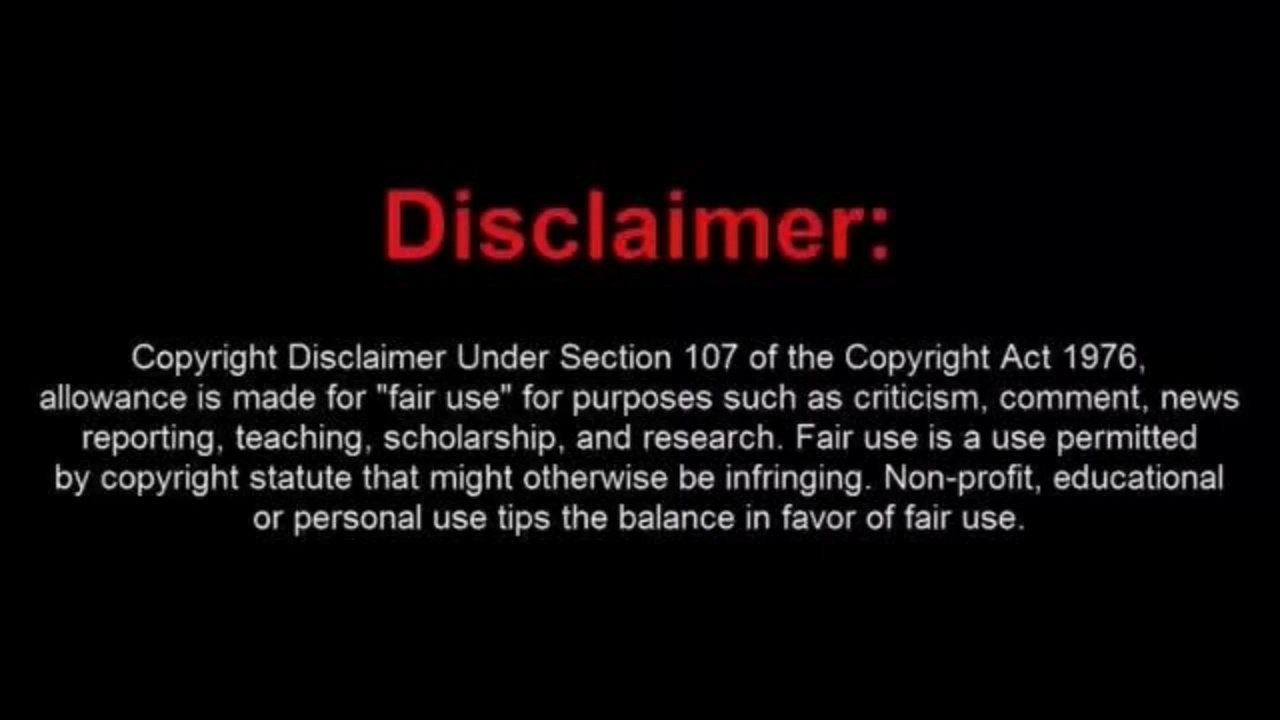 Disclaimer:
Copyright Disclaimer Under Section 107 of the Copyright Act 1976,
allowance is made for "fair use" for purposes such as criticism, comment, news
reporting, teaching, scholarship, and research. Fair use is a use permitted
by copyright statute that might otherwise be infringing. Non-profit, educational
or personal use tips the balance in favor of fair use.